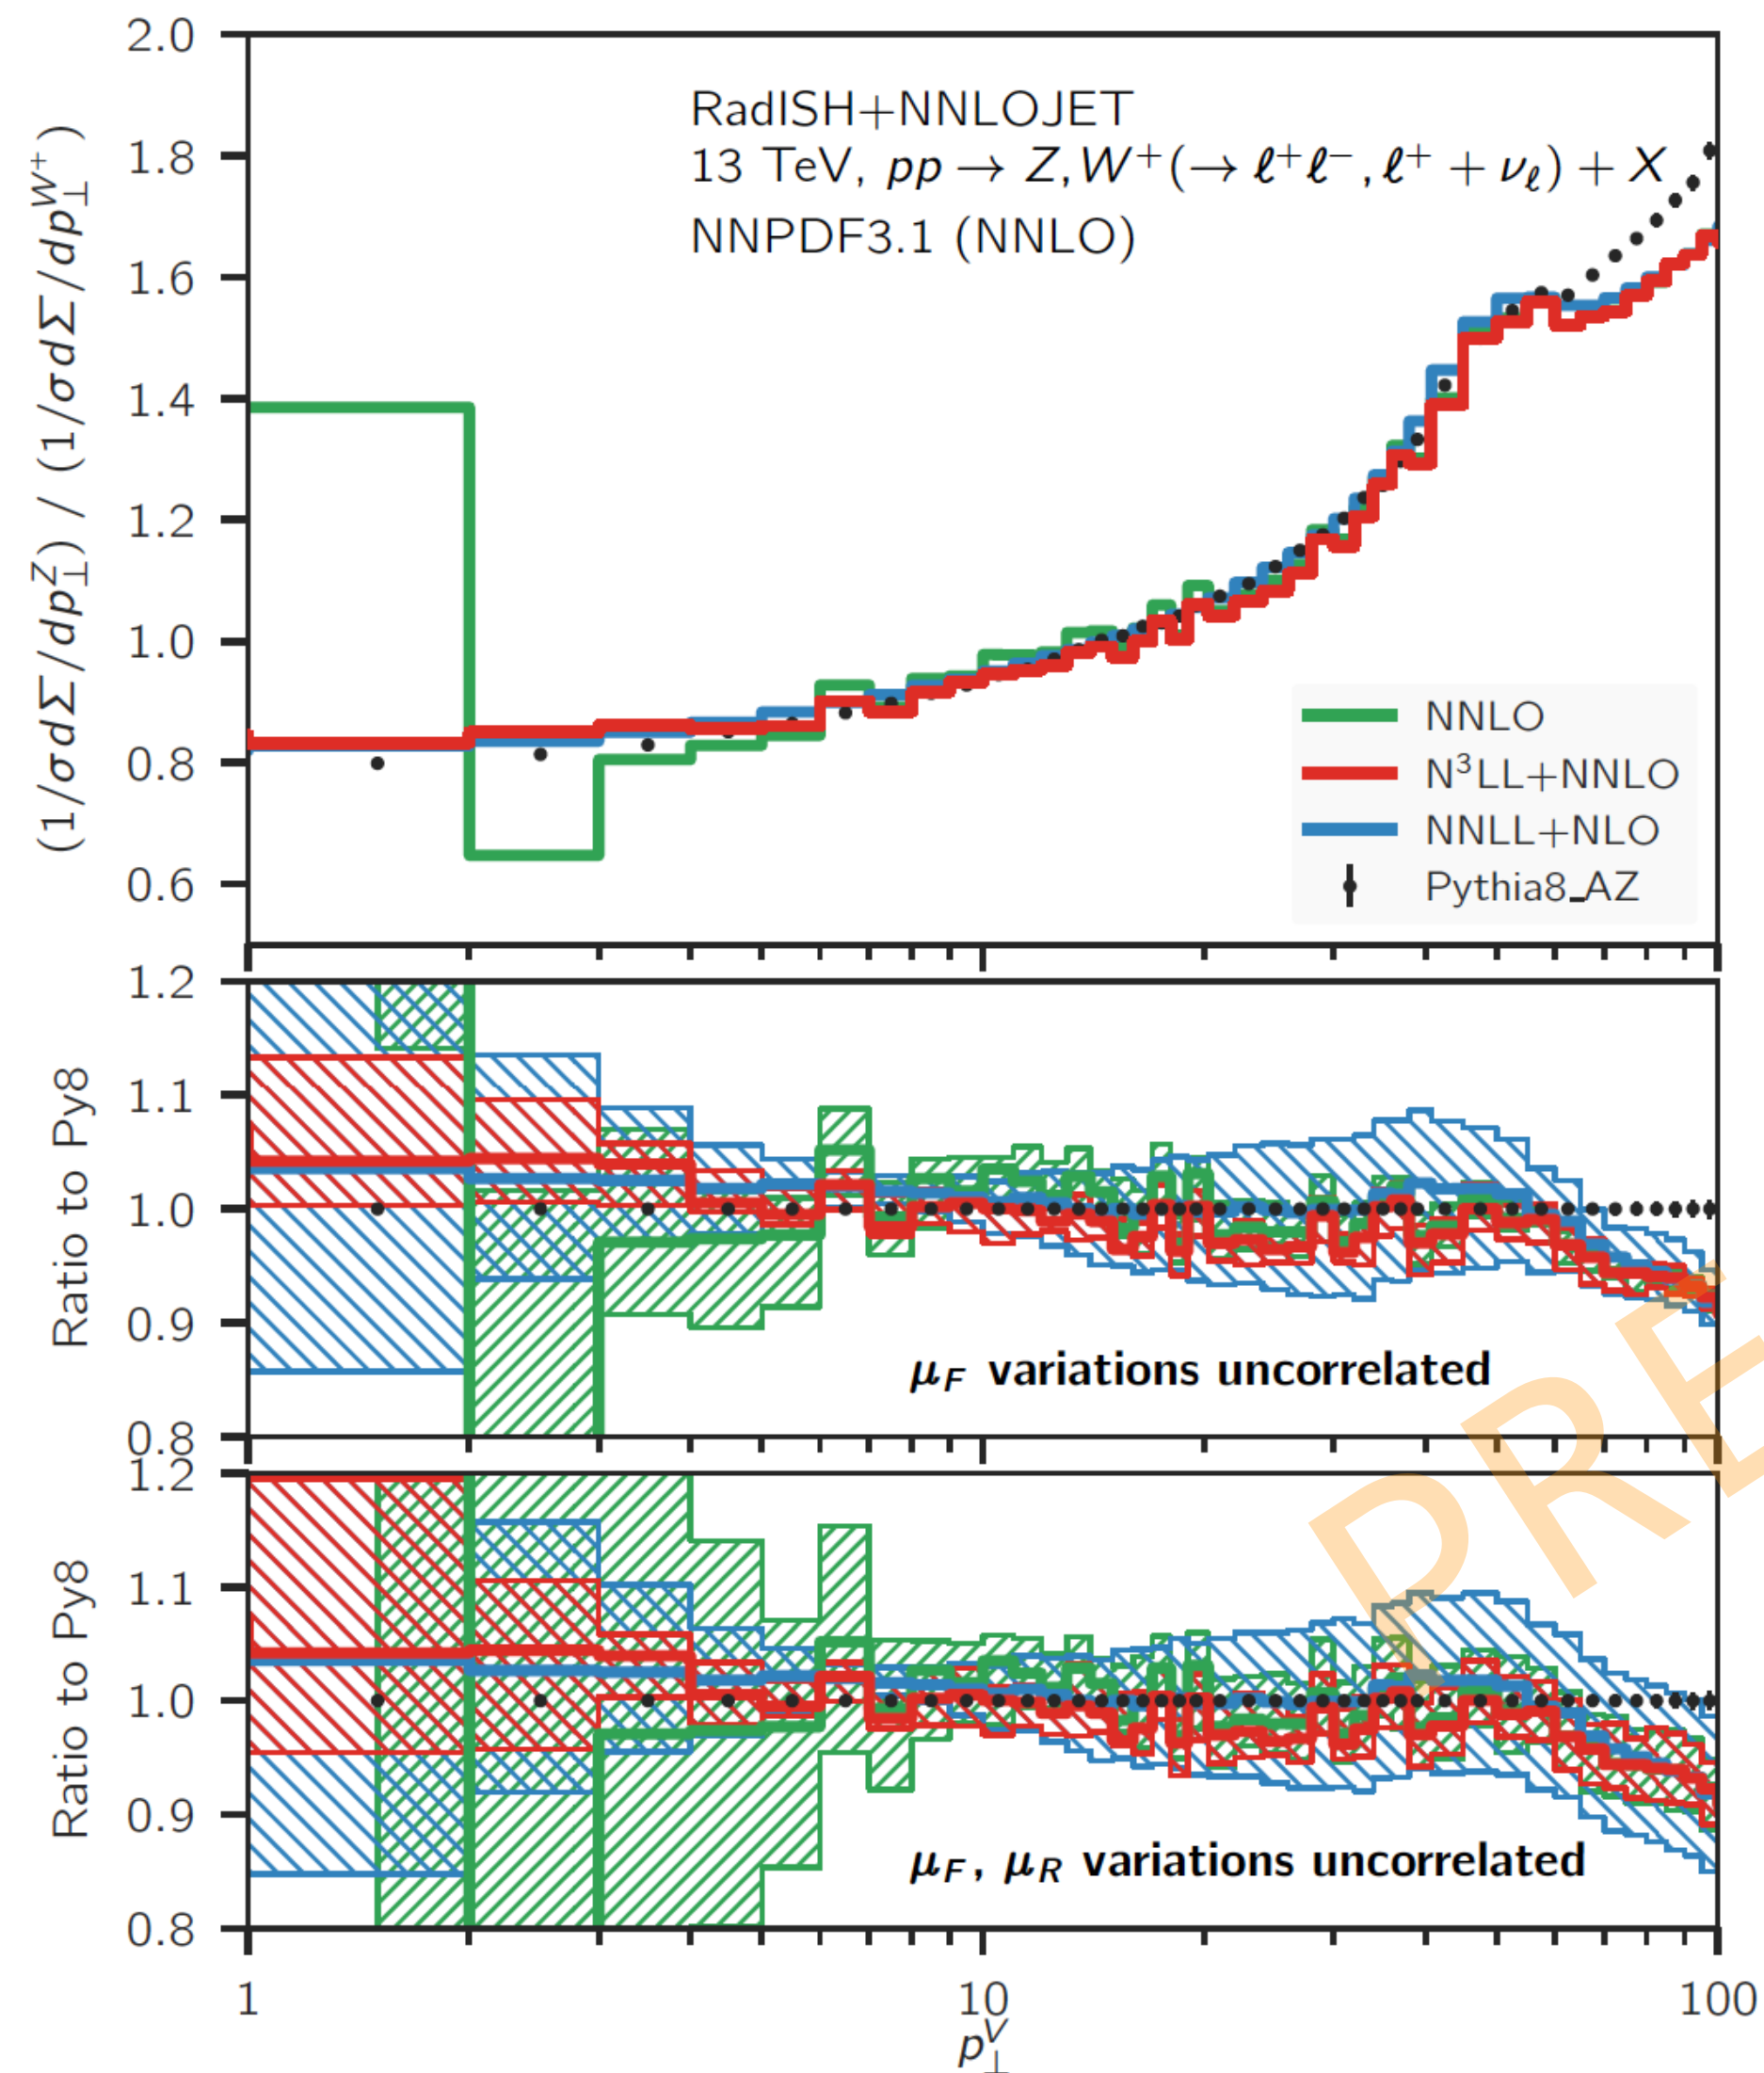 (1/σdΣ/dp⊥^Z) / (1/σdΣ/dp⊥^W⁺)
2.0
1.8
1.6
1.4
1.2
1.0
0.8
0.6
RadISH+NNLOJET
13 TeV, pp → Z,W⁺(→ ℓ⁺ℓ⁻,ℓ⁺ + νℓ) + X
NNPDF3.1 (NNLO)
NNLO
N³LL+NNLO
NNLL+NLO
Pythia8_AZ
Ratio to Py8
1.2
1.1
1.0
0.9
0.8
μF variations uncorrelated
Ratio to Py8
1.2
1.1
1.0
0.9
0.8
μF, μR variations uncorrelated
PRE
1
10
100
p⊥^V